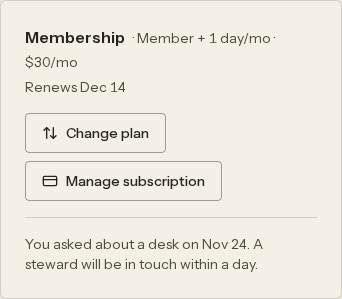 Membership · Member + 1 day/mo ·
$30/mo
Renews Dec 14
Change plan
Manage subscription
You asked about a desk on Nov 24. A
steward will be in touch within a day.